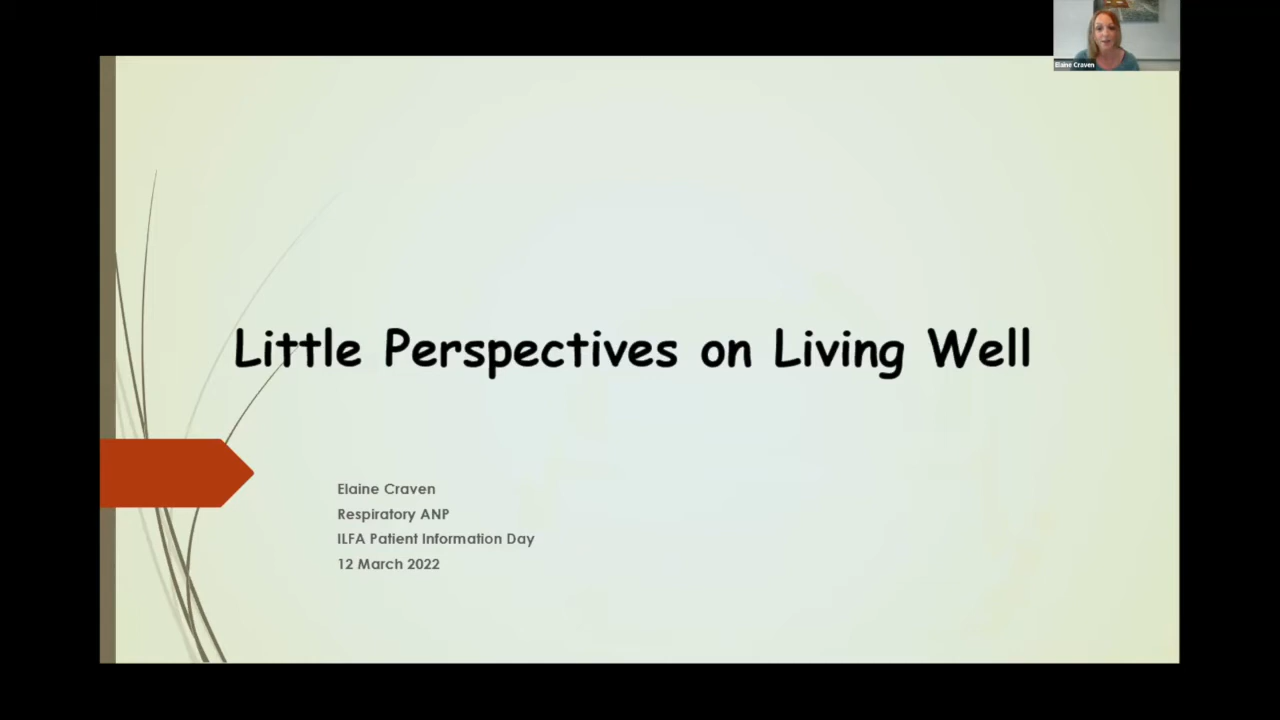 Elaine Craven
Little Perspectives on Living Well
Elaine Craven
Respiratory ANP
ILFA Patient Information Day
12 March 2022